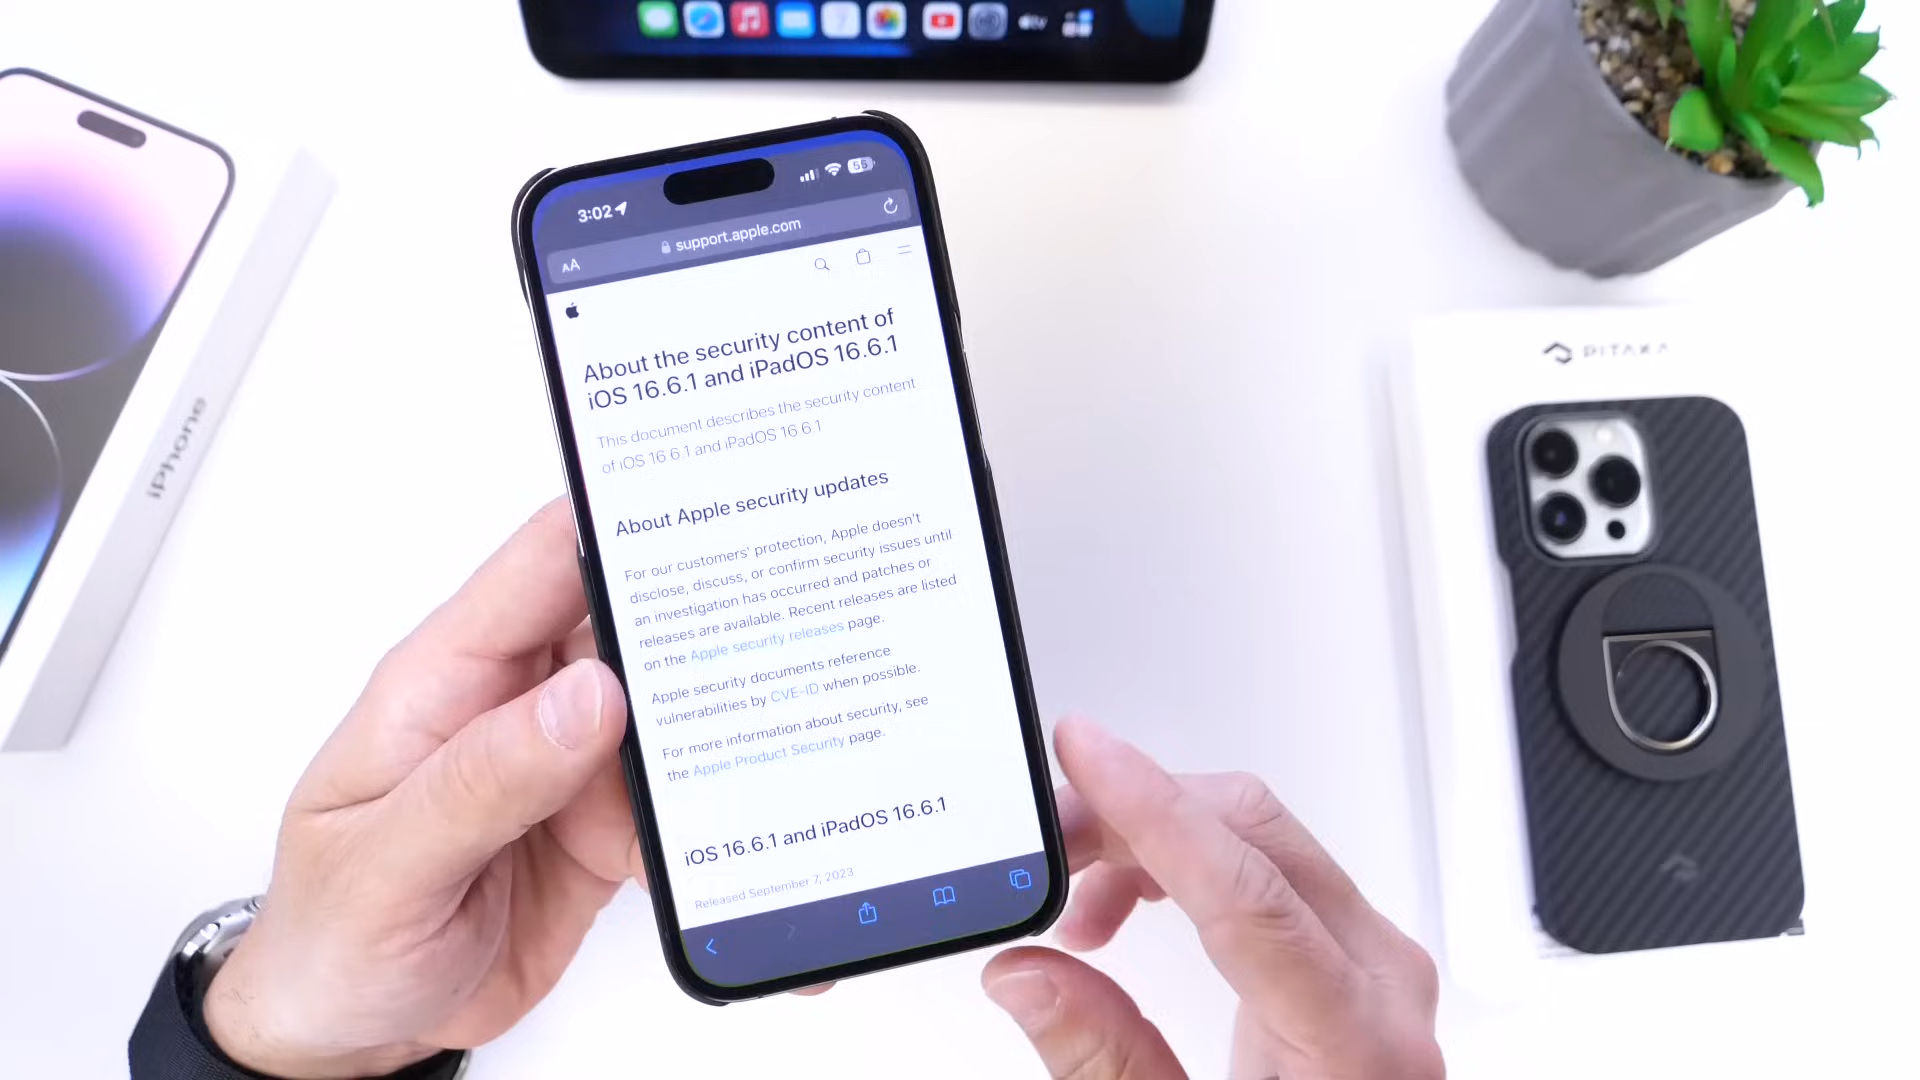 3:02
56
AA
support.apple.com
About the security content of
iOS 16.6.1 and iPadOS 16.6.1
This document describes the security content
of iOS 16.6.1 and iPadOS 16.6.1
About Apple security updates
For our customers' protection, Apple doesn't
disclose, discuss, or confirm security issues until
an investigation has occurred and patches or
releases are available. Recent releases are listed
on the Apple security releases page.
Apple security documents reference
vulnerabilities by CVE-ID when possible.
For more information about security, see
the Apple Product Security page.
iOS 16.6.1 and iPadOS 16.6.1
Released September 7, 2023
iPhone
PITAKA
tv